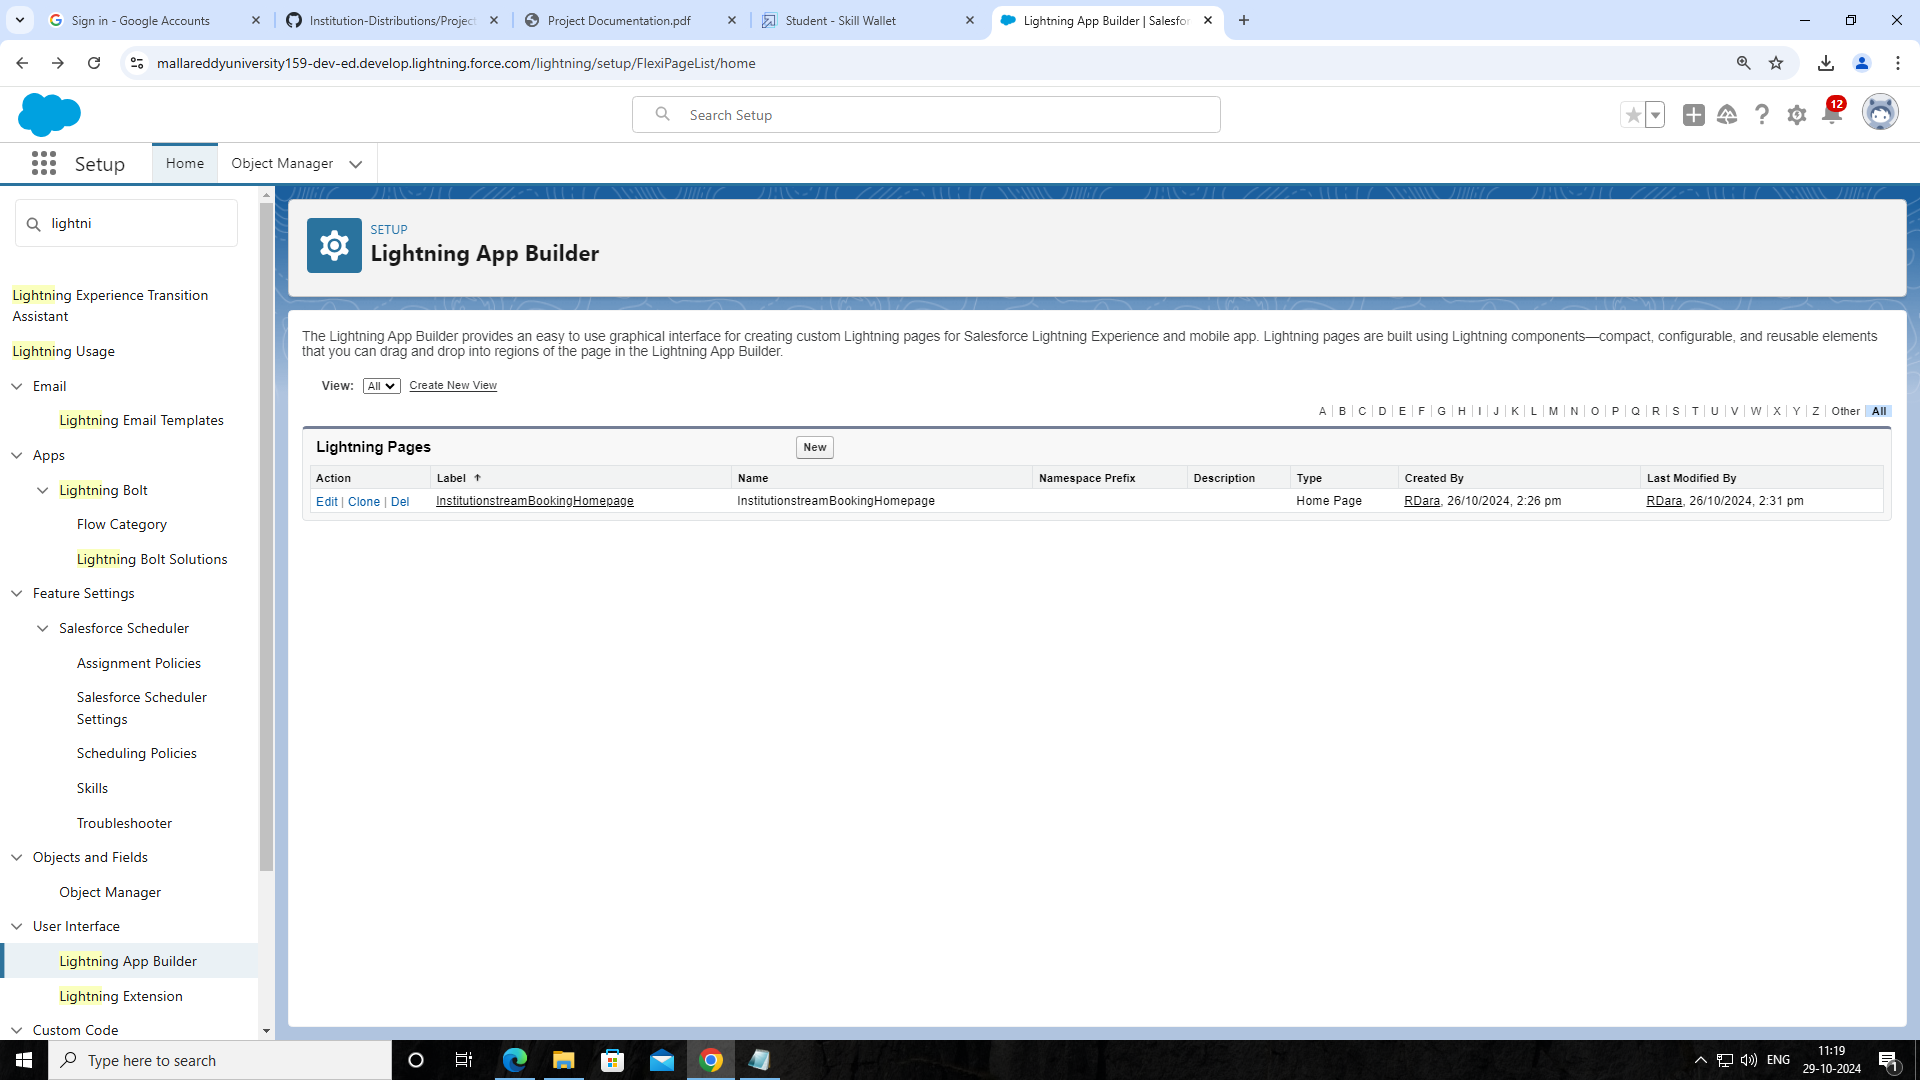 Sign in - Google Accounts
Institution-Distributions/Project
Project Documentation.pdf
Student - Skill Wallet
Lightning App Builder | Salesfor
mallareddyuniversity159-dev-ed.develop.lightning.force.com/lightning/setup/FlexiPageList/home
Search Setup
12
Setup
Home
Object Manager
lightni
Lightning Experience Transition
Assistant
Lightning Usage
Email
Lightning Email Templates
Apps
Lightning Bolt
Flow Category
Lightning Bolt Solutions
Feature Settings
Salesforce Scheduler
Assignment Policies
Salesforce Scheduler
Settings
Scheduling Policies
Skills
Troubleshooter
Objects and Fields
Object Manager
User Interface
Lightning App Builder
Lightning Extension
Custom Code
SETUP
Lightning App Builder
The Lightning App Builder provides an easy to use graphical interface for creating custom Lightning pages for Salesforce Lightning Experience and mobile app. Lightning pages are built using Lightning components—compact, configurable, and reusable elements
that you can drag and drop into regions of the page in the Lightning App Builder.
View: All Create New View
A | B | C | D | E | F | G | H | I | J | K | L | M | N | O | P | Q | R | S | T | U | V | W | X | Y | Z | Other All
Lightning Pages New
Action Label Name Namespace Prefix Description Type Created By Last Modified By
Edit | Clone | Del InstitutionstreamBookingHomepage InstitutionstreamBookingHomepage Home Page RDara, 26/10/2024, 2:26 pm RDara, 26/10/2024, 2:31 pm
Type here to search
ENG
11:19
29-10-2024
1